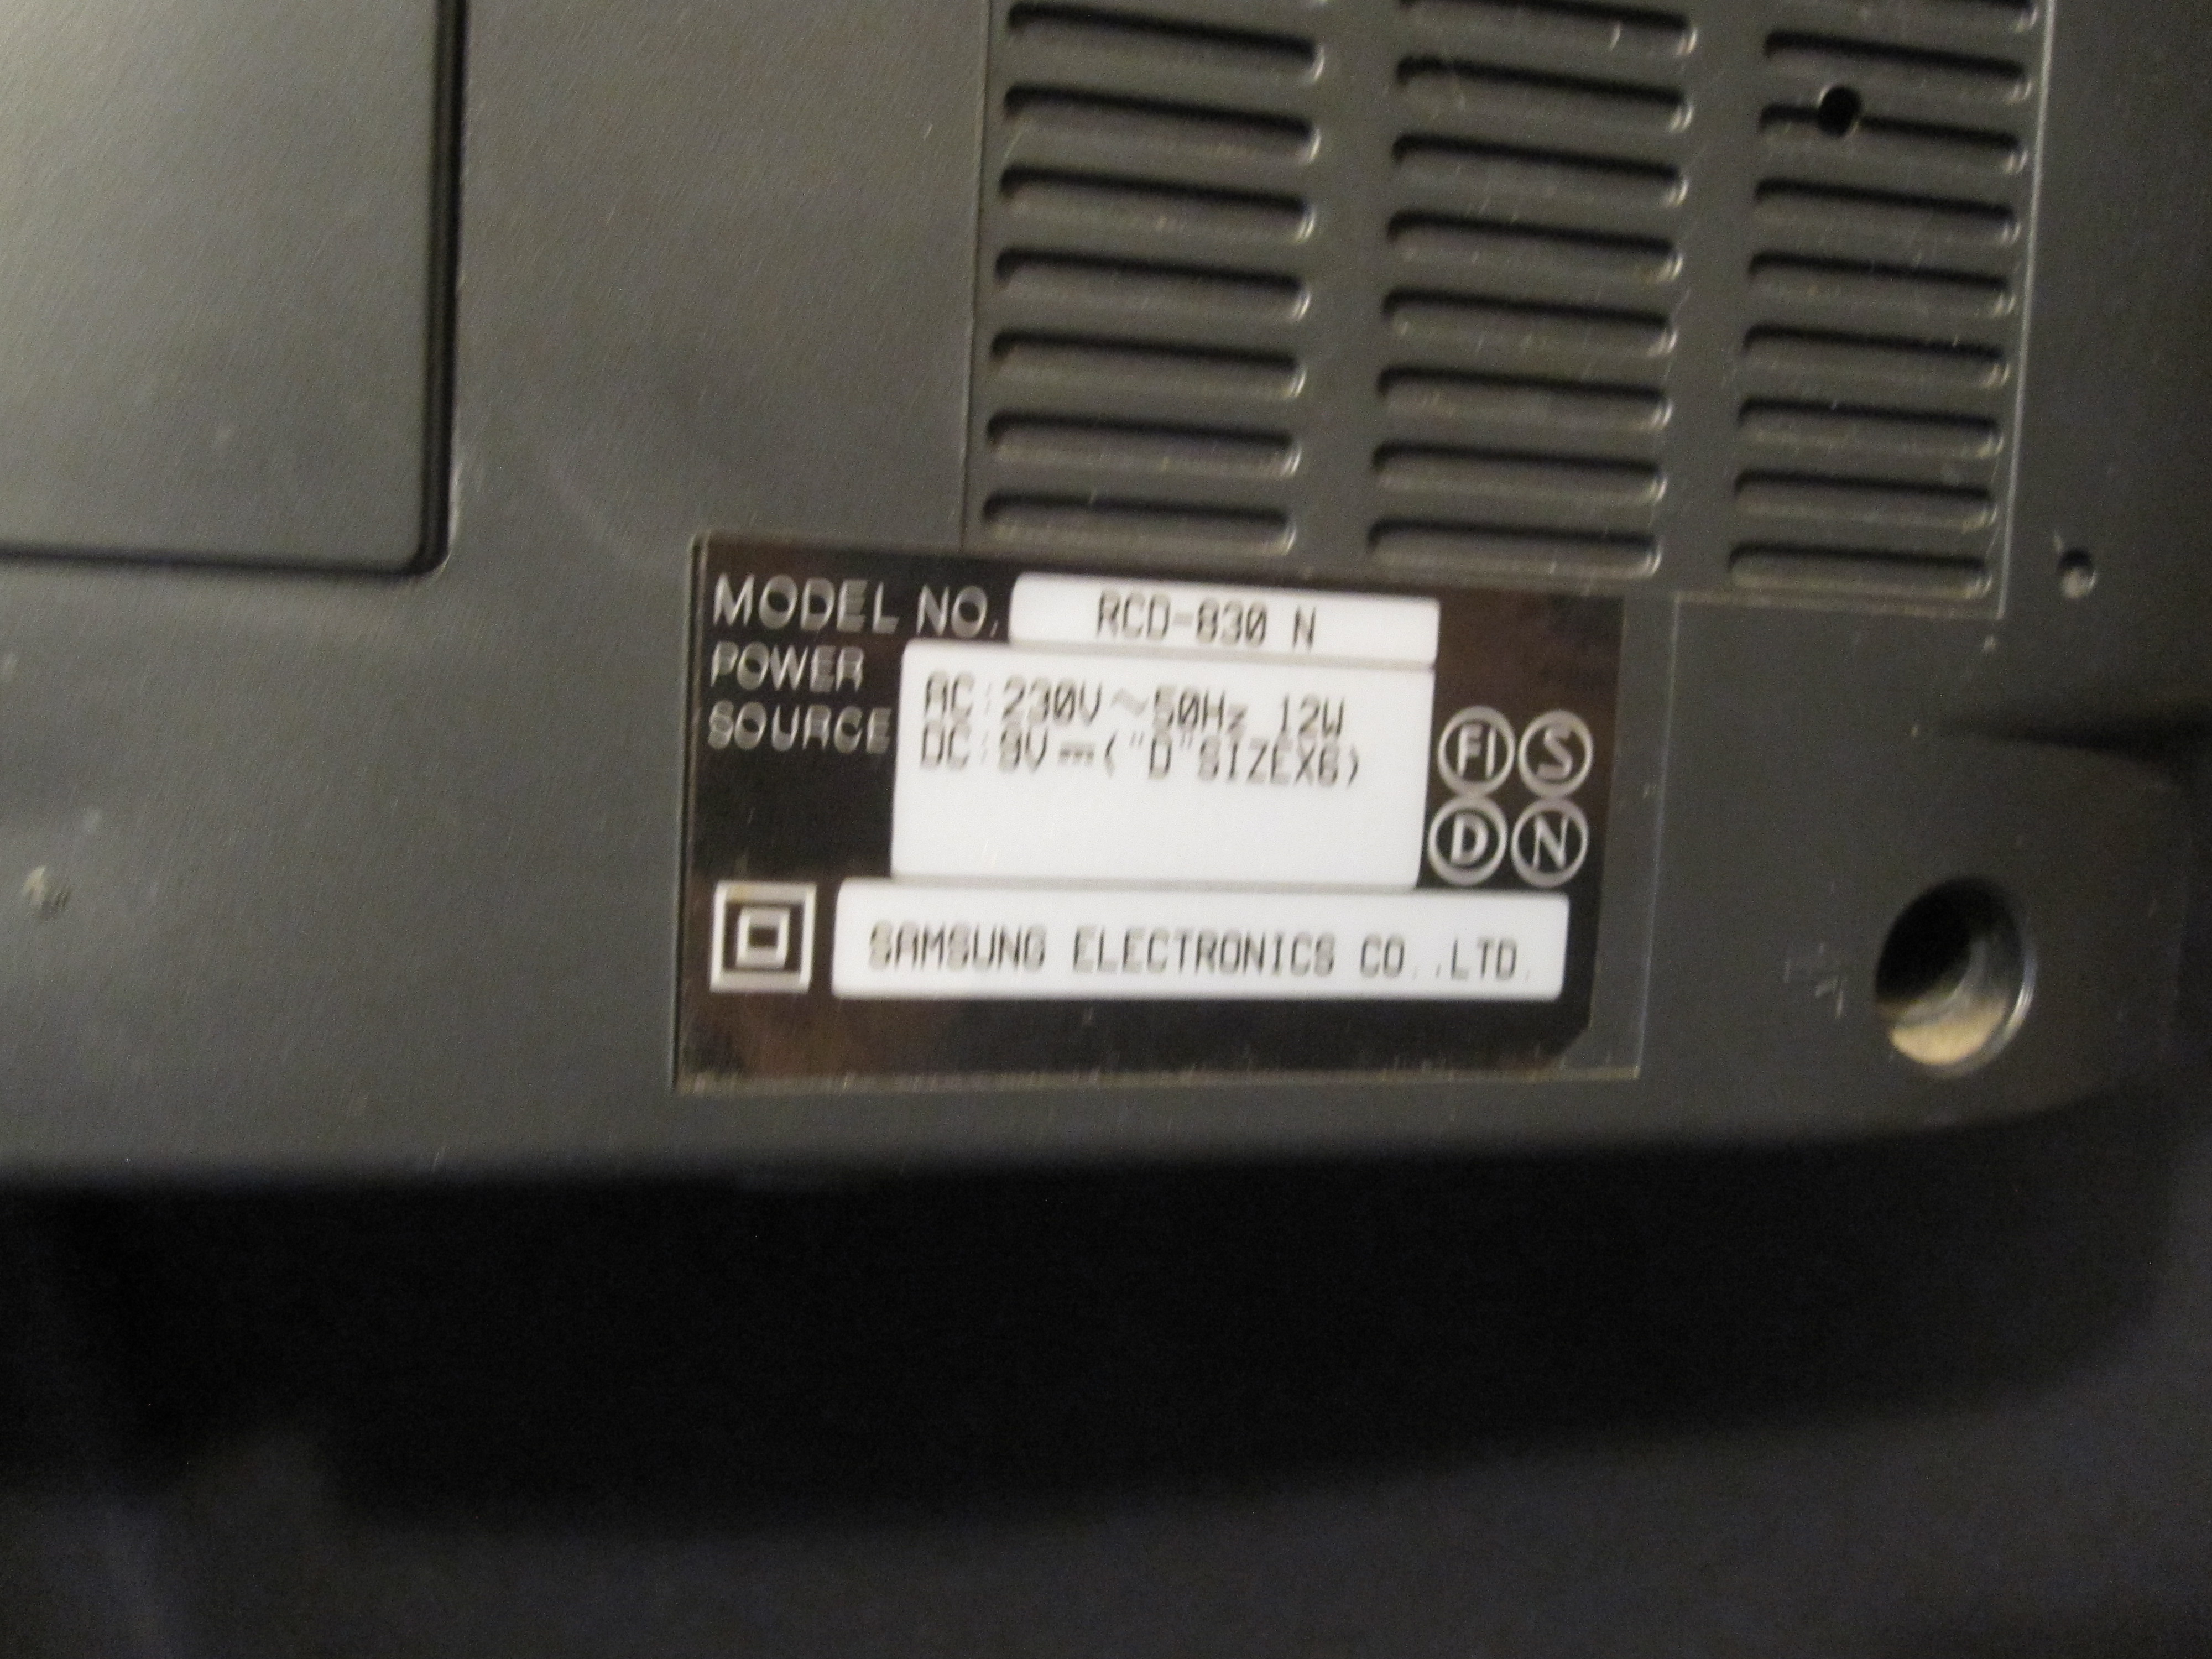 MODEL NO. RCD-830 N
POWER
SOURCE
AC:230V~50Hz 12W
DC:9V⎓("D"SIZEX6)
FI S
D N
SAMSUNG ELECTRONICS CO.,LTD.